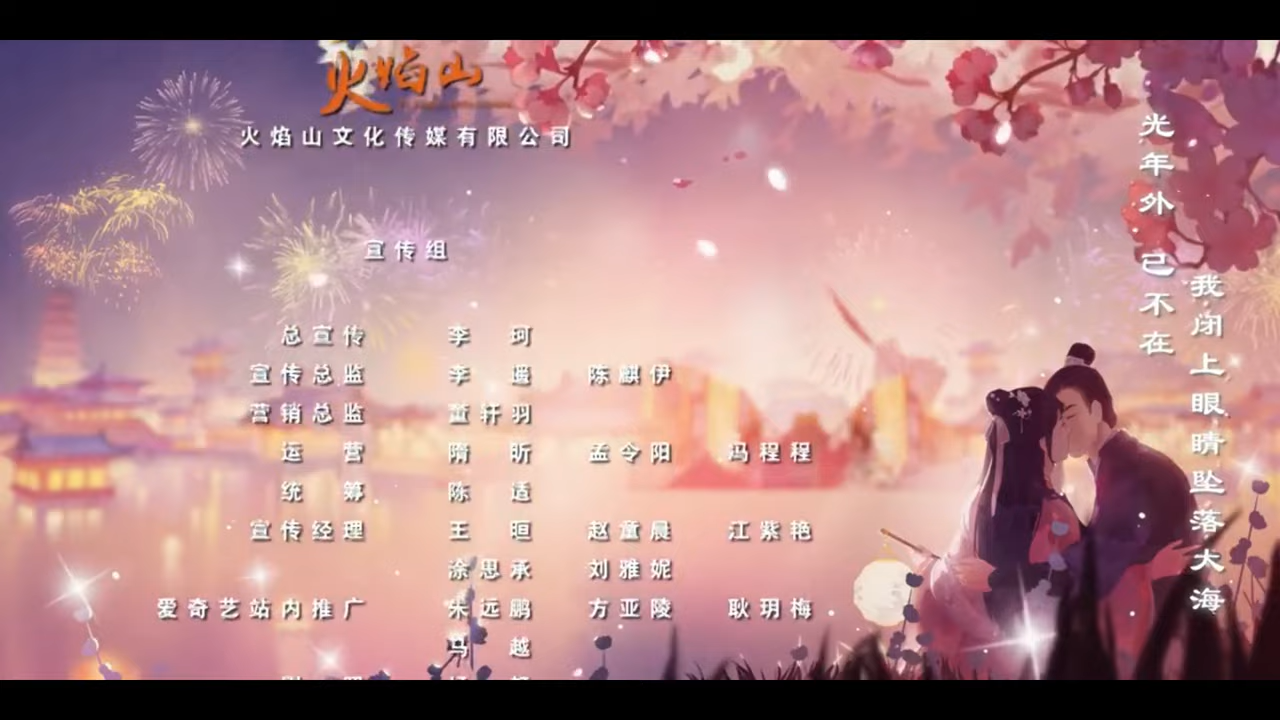 火焰山
火焰山文化传媒有限公司
宣传组
总宣传 李珂
宣传总监 李遥 陈麒伊
营销总监 董轩羽
运营 隋昕 孟令阳 冯程程
统筹 陈适
宣传经理 王晅 赵童晨 江紫艳
涂思承 刘雅妮
爱奇艺站内推广 朱远鹏 方亚陵 耿玥梅
马越
光年外 已不在
我闭上眼睛坠落大海